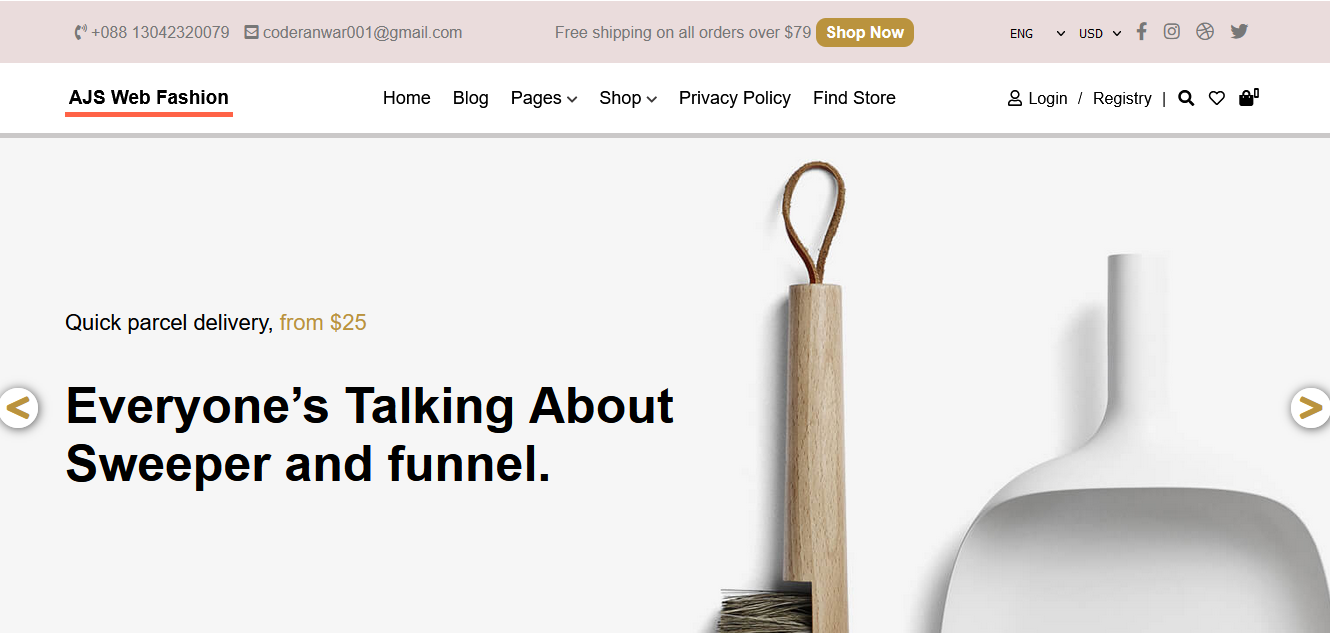 +088 13042320079 coderanwar001@gmail.com Free shipping on all orders over $79 Shop Now ENG USD
AJS Web Fashion Home Blog Pages Shop Privacy Policy Find Store Login / Registry | 0
Quick parcel delivery, from $25
< >
Everyone’s Talking About
Sweeper and funnel.